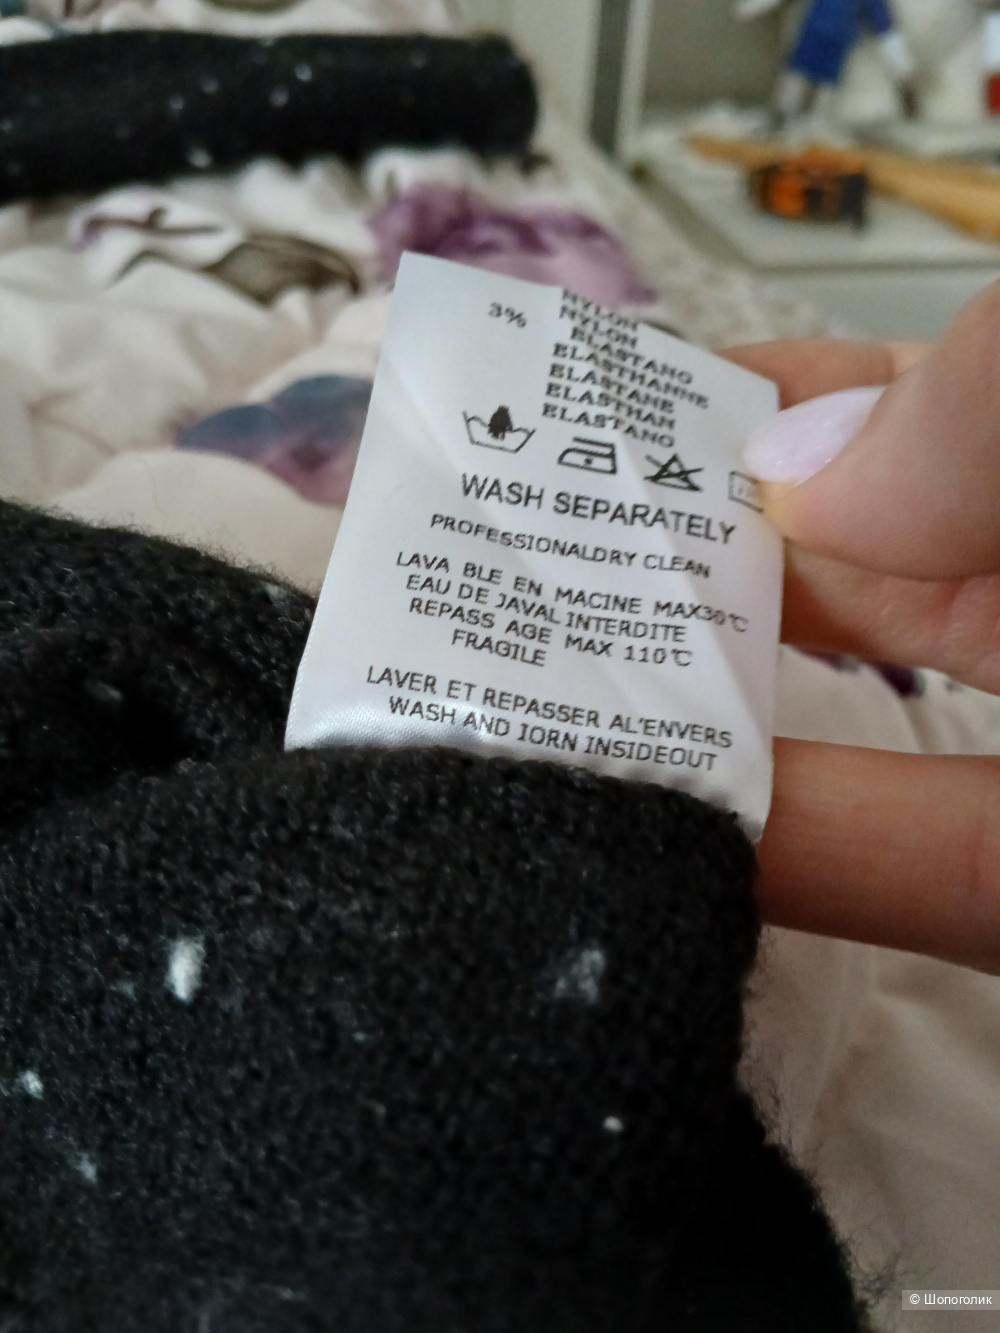 NYLON
NYLON
3% ELASTANO
ELASTHANNE
ELASTANE
ELASTHAN
ELASTANO
WASH SEPARATELY
PROFESSIONALDRY CLEAN
LAVA BLE EN MACINE MAX30℃
EAU DE JAVAL INTERDITE
REPASS AGE MAX 110℃
FRAGILE
LAVER ET REPASSER AL'ENVERS
WASH AND IORN INSIDEOUT
© Шопоголик